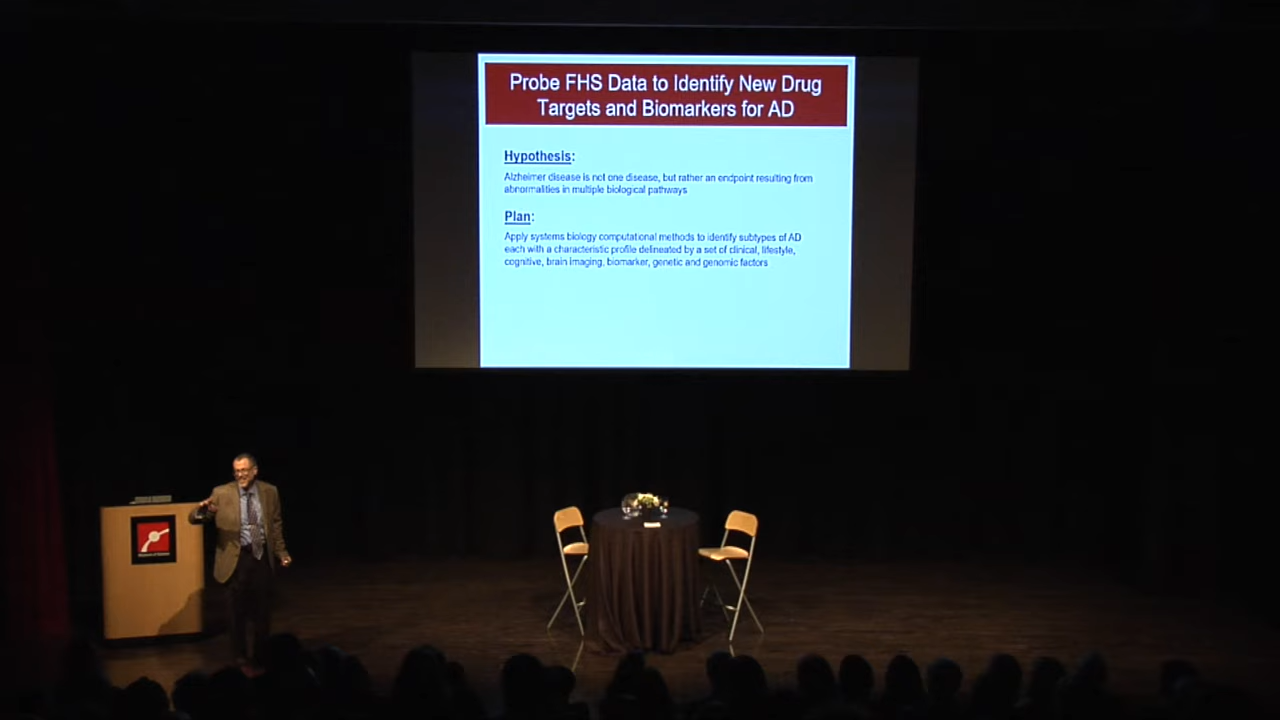 Probe FHS Data to Identify New Drug
Targets and Biomarkers for AD
Hypothesis:
Alzheimer disease is not one disease, but rather an endpoint resulting from
abnormalities in multiple biological pathways
Plan:
Apply systems biology computational methods to identify subtypes of AD
each with a characteristic profile delineated by a set of clinical, lifestyle,
cognitive, brain imaging, biomarker, genetic and genomic factors